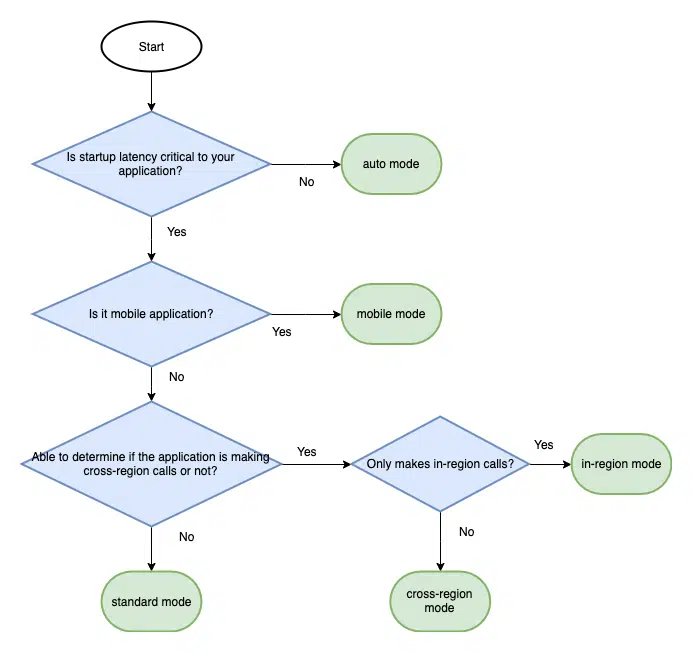 Start
Is startup latency critical to your
application?
No
auto mode
Yes
Is it mobile application?
Yes
mobile mode
No
Able to determine if the application is making
cross-region calls or not?
Yes
Only makes in-region calls?
Yes
in-region mode
No
No
standard mode
cross-region
mode